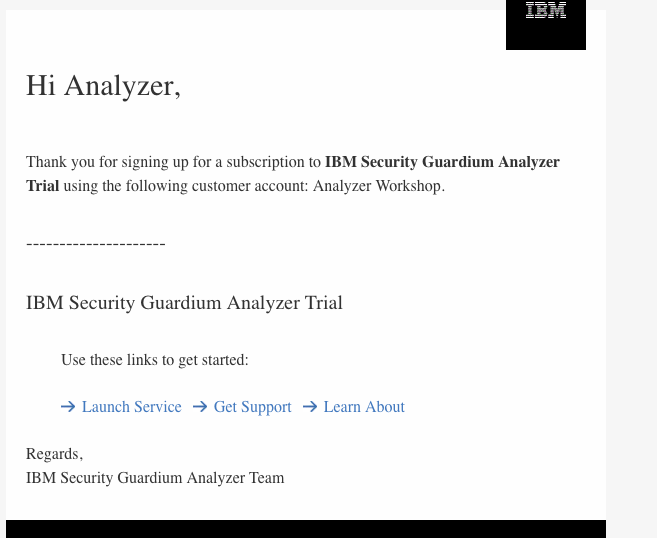 IBM
Hi Analyzer,
Thank you for signing up for a subscription to IBM Security Guardium Analyzer
Trial using the following customer account: Analyzer Workshop.
---------------------
IBM Security Guardium Analyzer Trial
Use these links to get started:
→ Launch Service → Get Support → Learn About
Regards,
IBM Security Guardium Analyzer Team